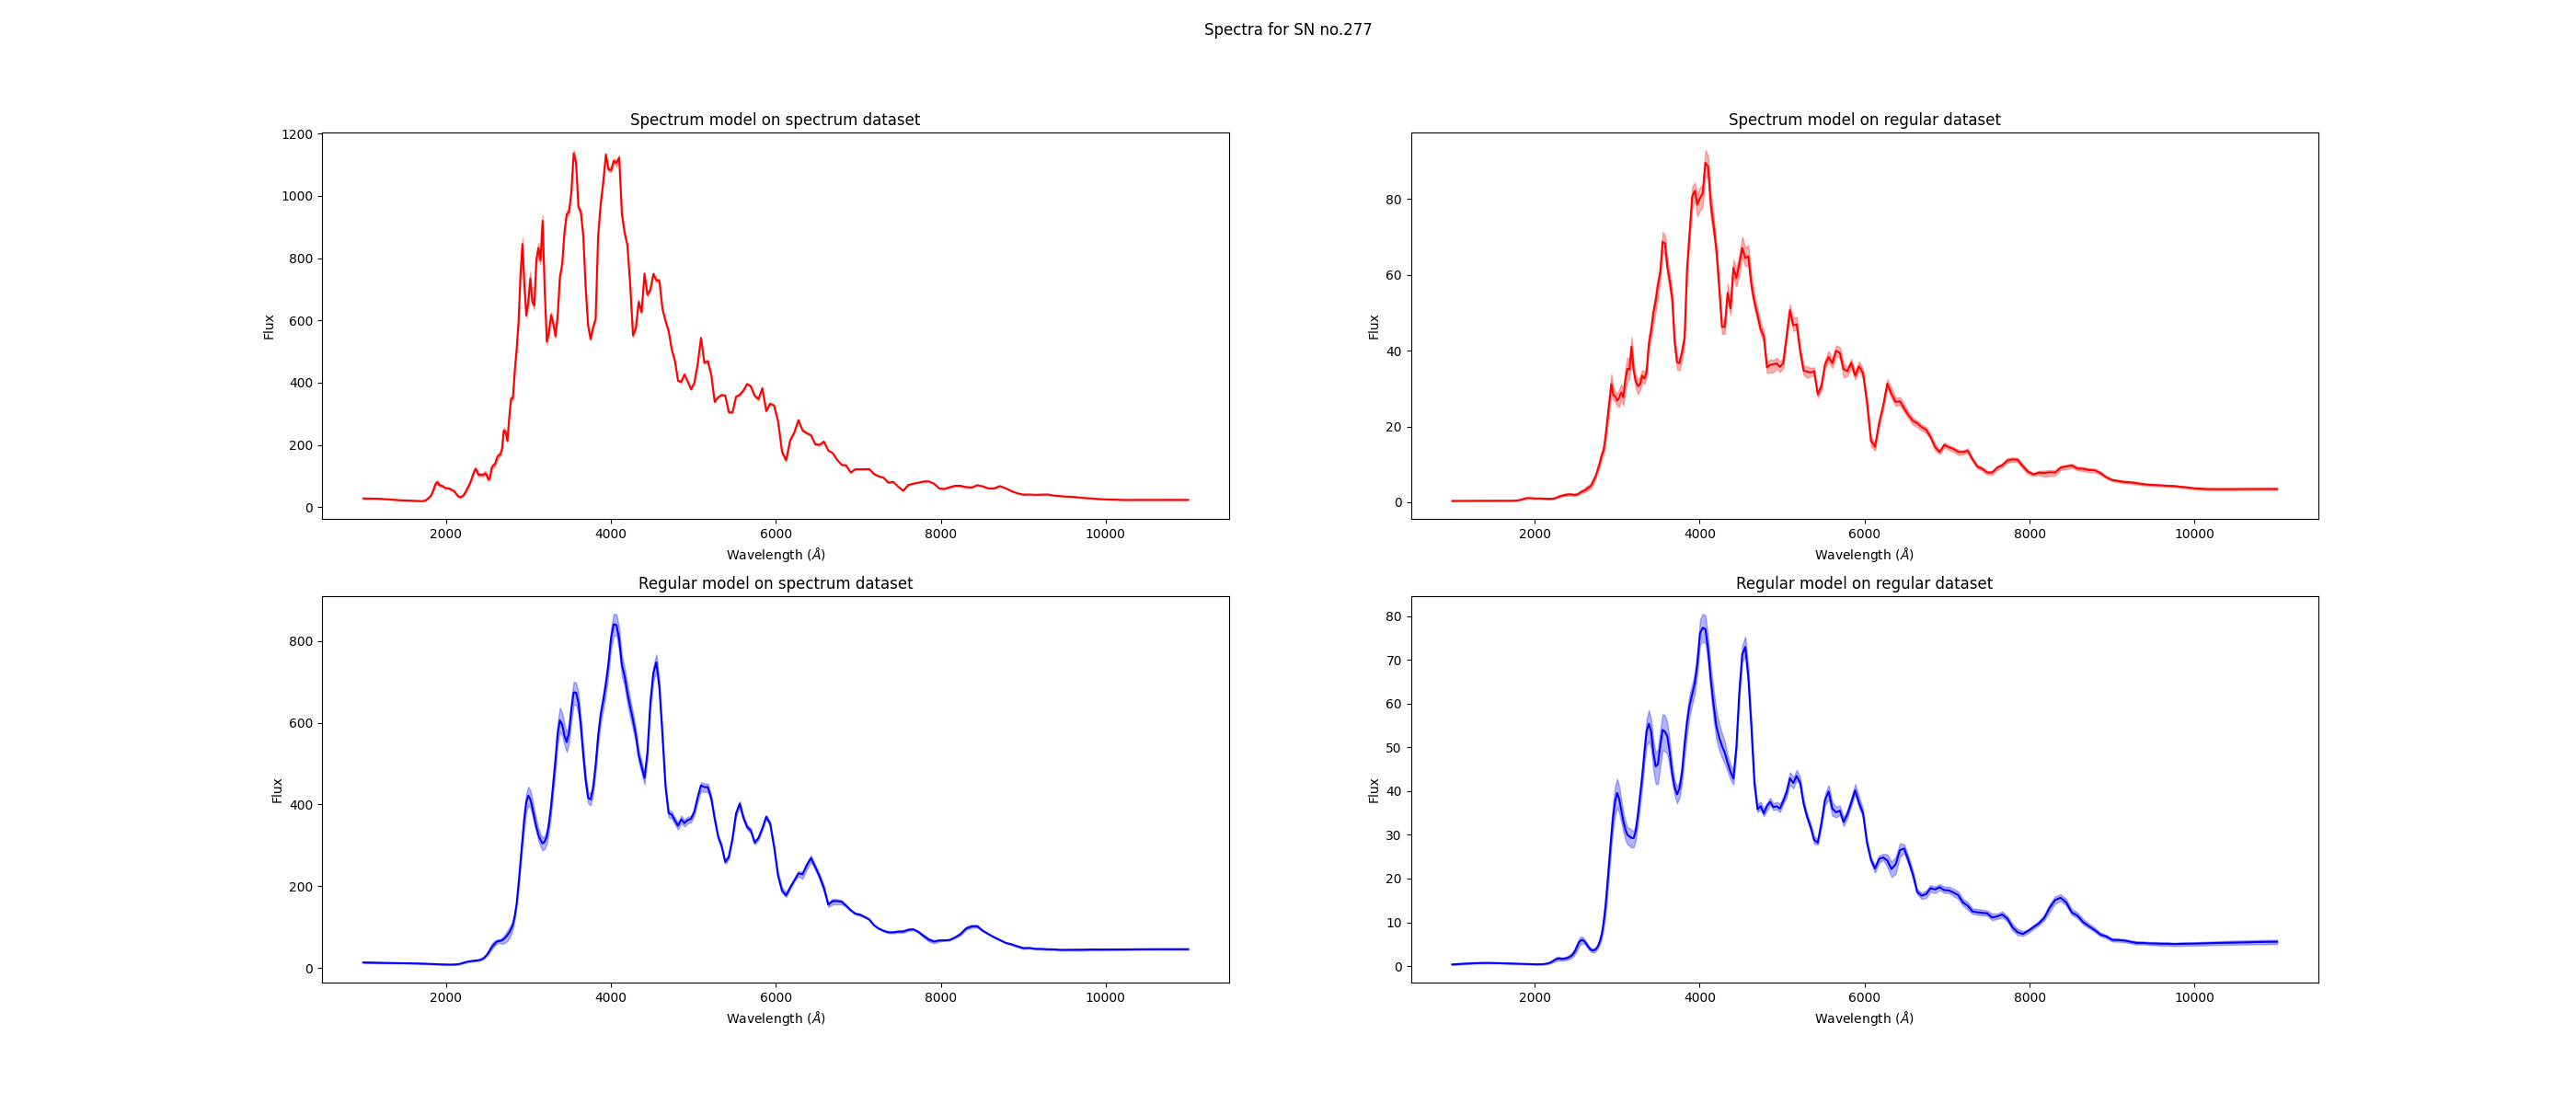 Spectra for SN no.277
Spectrum model on spectrum dataset
1200
1000
800
600
400
200
0
Flux
2000 4000 6000 8000 10000
Wavelength (Å)
Spectrum model on regular dataset
80
60
40
20
0
Flux
2000 4000 6000 8000 10000
Wavelength (Å)
Regular model on spectrum dataset
800
600
400
200
0
Flux
2000 4000 6000 8000 10000
Wavelength (Å)
Regular model on regular dataset
80
70
60
50
40
30
20
10
0
Flux
2000 4000 6000 8000 10000
Wavelength (Å)